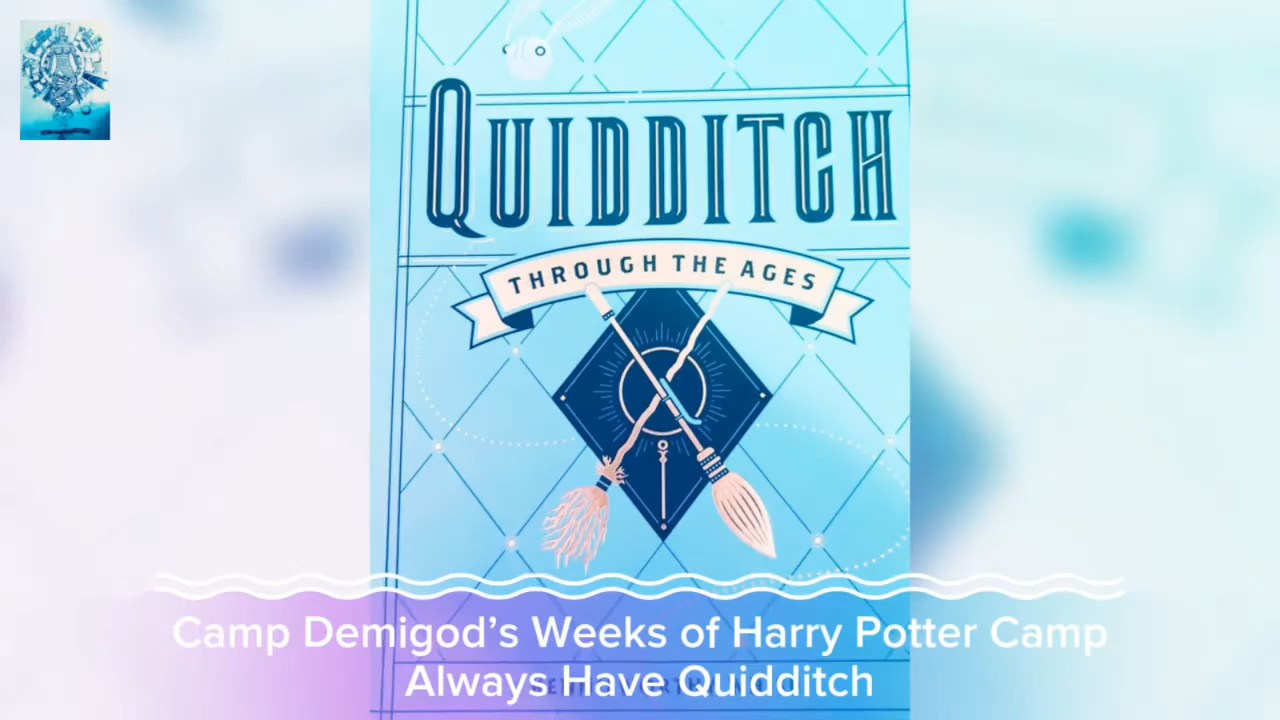 QUIDDITCH
THROUGH THE AGES
Camp Demigod’s Weeks of Harry Potter Camp
Always Have Quidditch